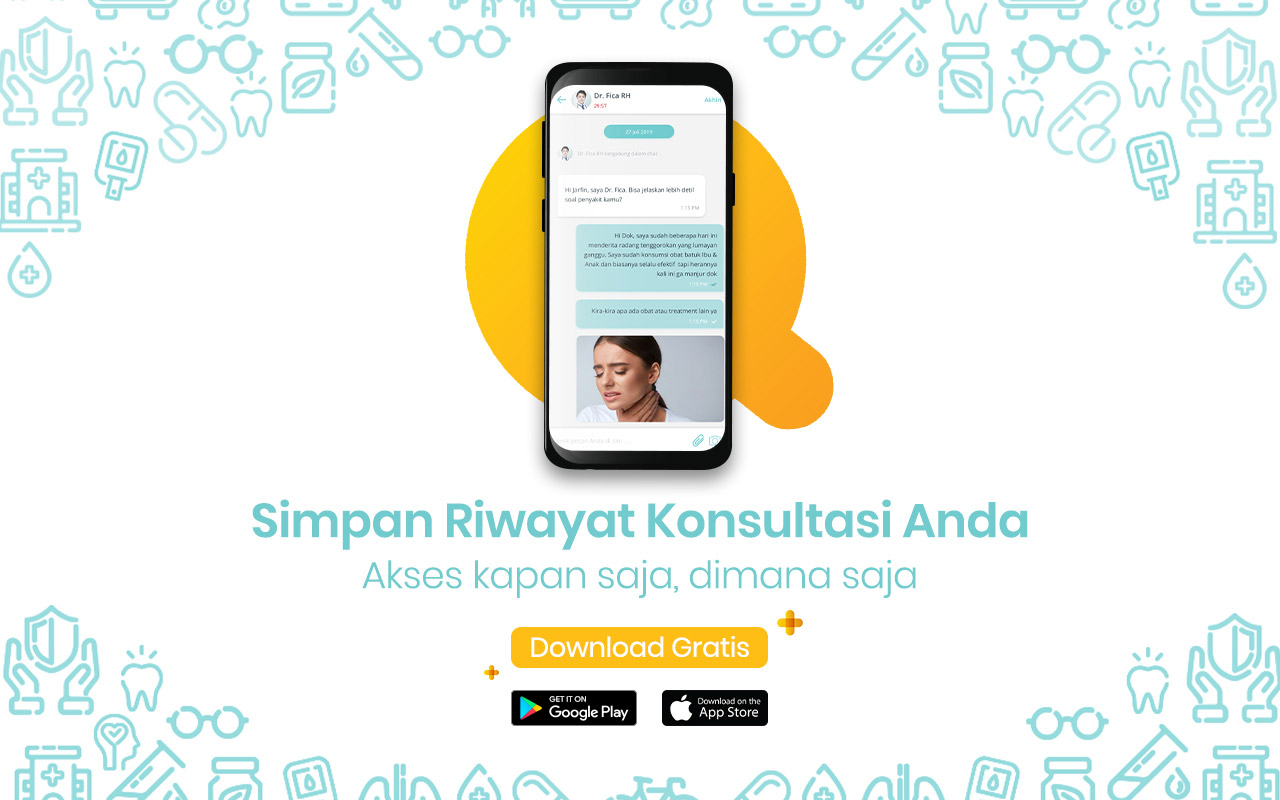 Dr. Fica RH
29:57
Akhiri
27 Juli 2019
Dr. Fica RH bergabung dalam chat
Hi Jarfin, saya Dr. Fica. Bisa jelaskan lebih detil
soal penyakit kamu?
1:15 PM
Hi Dok, saya sudah beberapa hari ini
menderita radang tenggorokan yang lumayan
ganggu. Saya sudah konsumsi obat batuk Ibu &
Anak dan biasanya selalu efektif tapi herannya
kali ini ga manjur dok
1:15 PM
Kira-kira apa ada obat atau treatment lain ya
1:15 PM
pesan Anda di sini ....
Simpan Riwayat Konsultasi Anda
Akses kapan saja, dimana saja
Download Gratis
GET IT ON
Google Play
Download on the
App Store